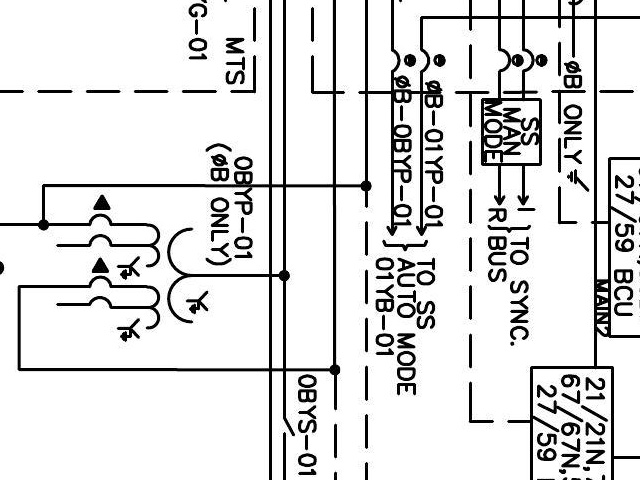 YG-01
MTS
0BYP-01
(ØB ONLY)
ØB-0BYP-01
ØB-01YP-01
TO SS
AUTO MODE
01YB-01
SS
MAN
MODE
I
R
TO SYNC.
BUS
ØB ONLY
27/59 BCU
MAIN2
21/21N,
67/67N,
27/59
0BYS-01